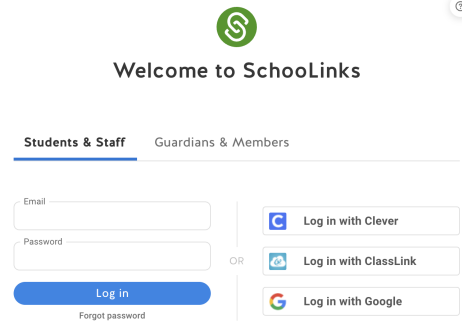 Welcome to SchooLinks
Students & Staff
Guardians & Members
Email
Password
Log in
Forgot password
OR
Log in with Clever
Log in with ClassLink
Log in with Google